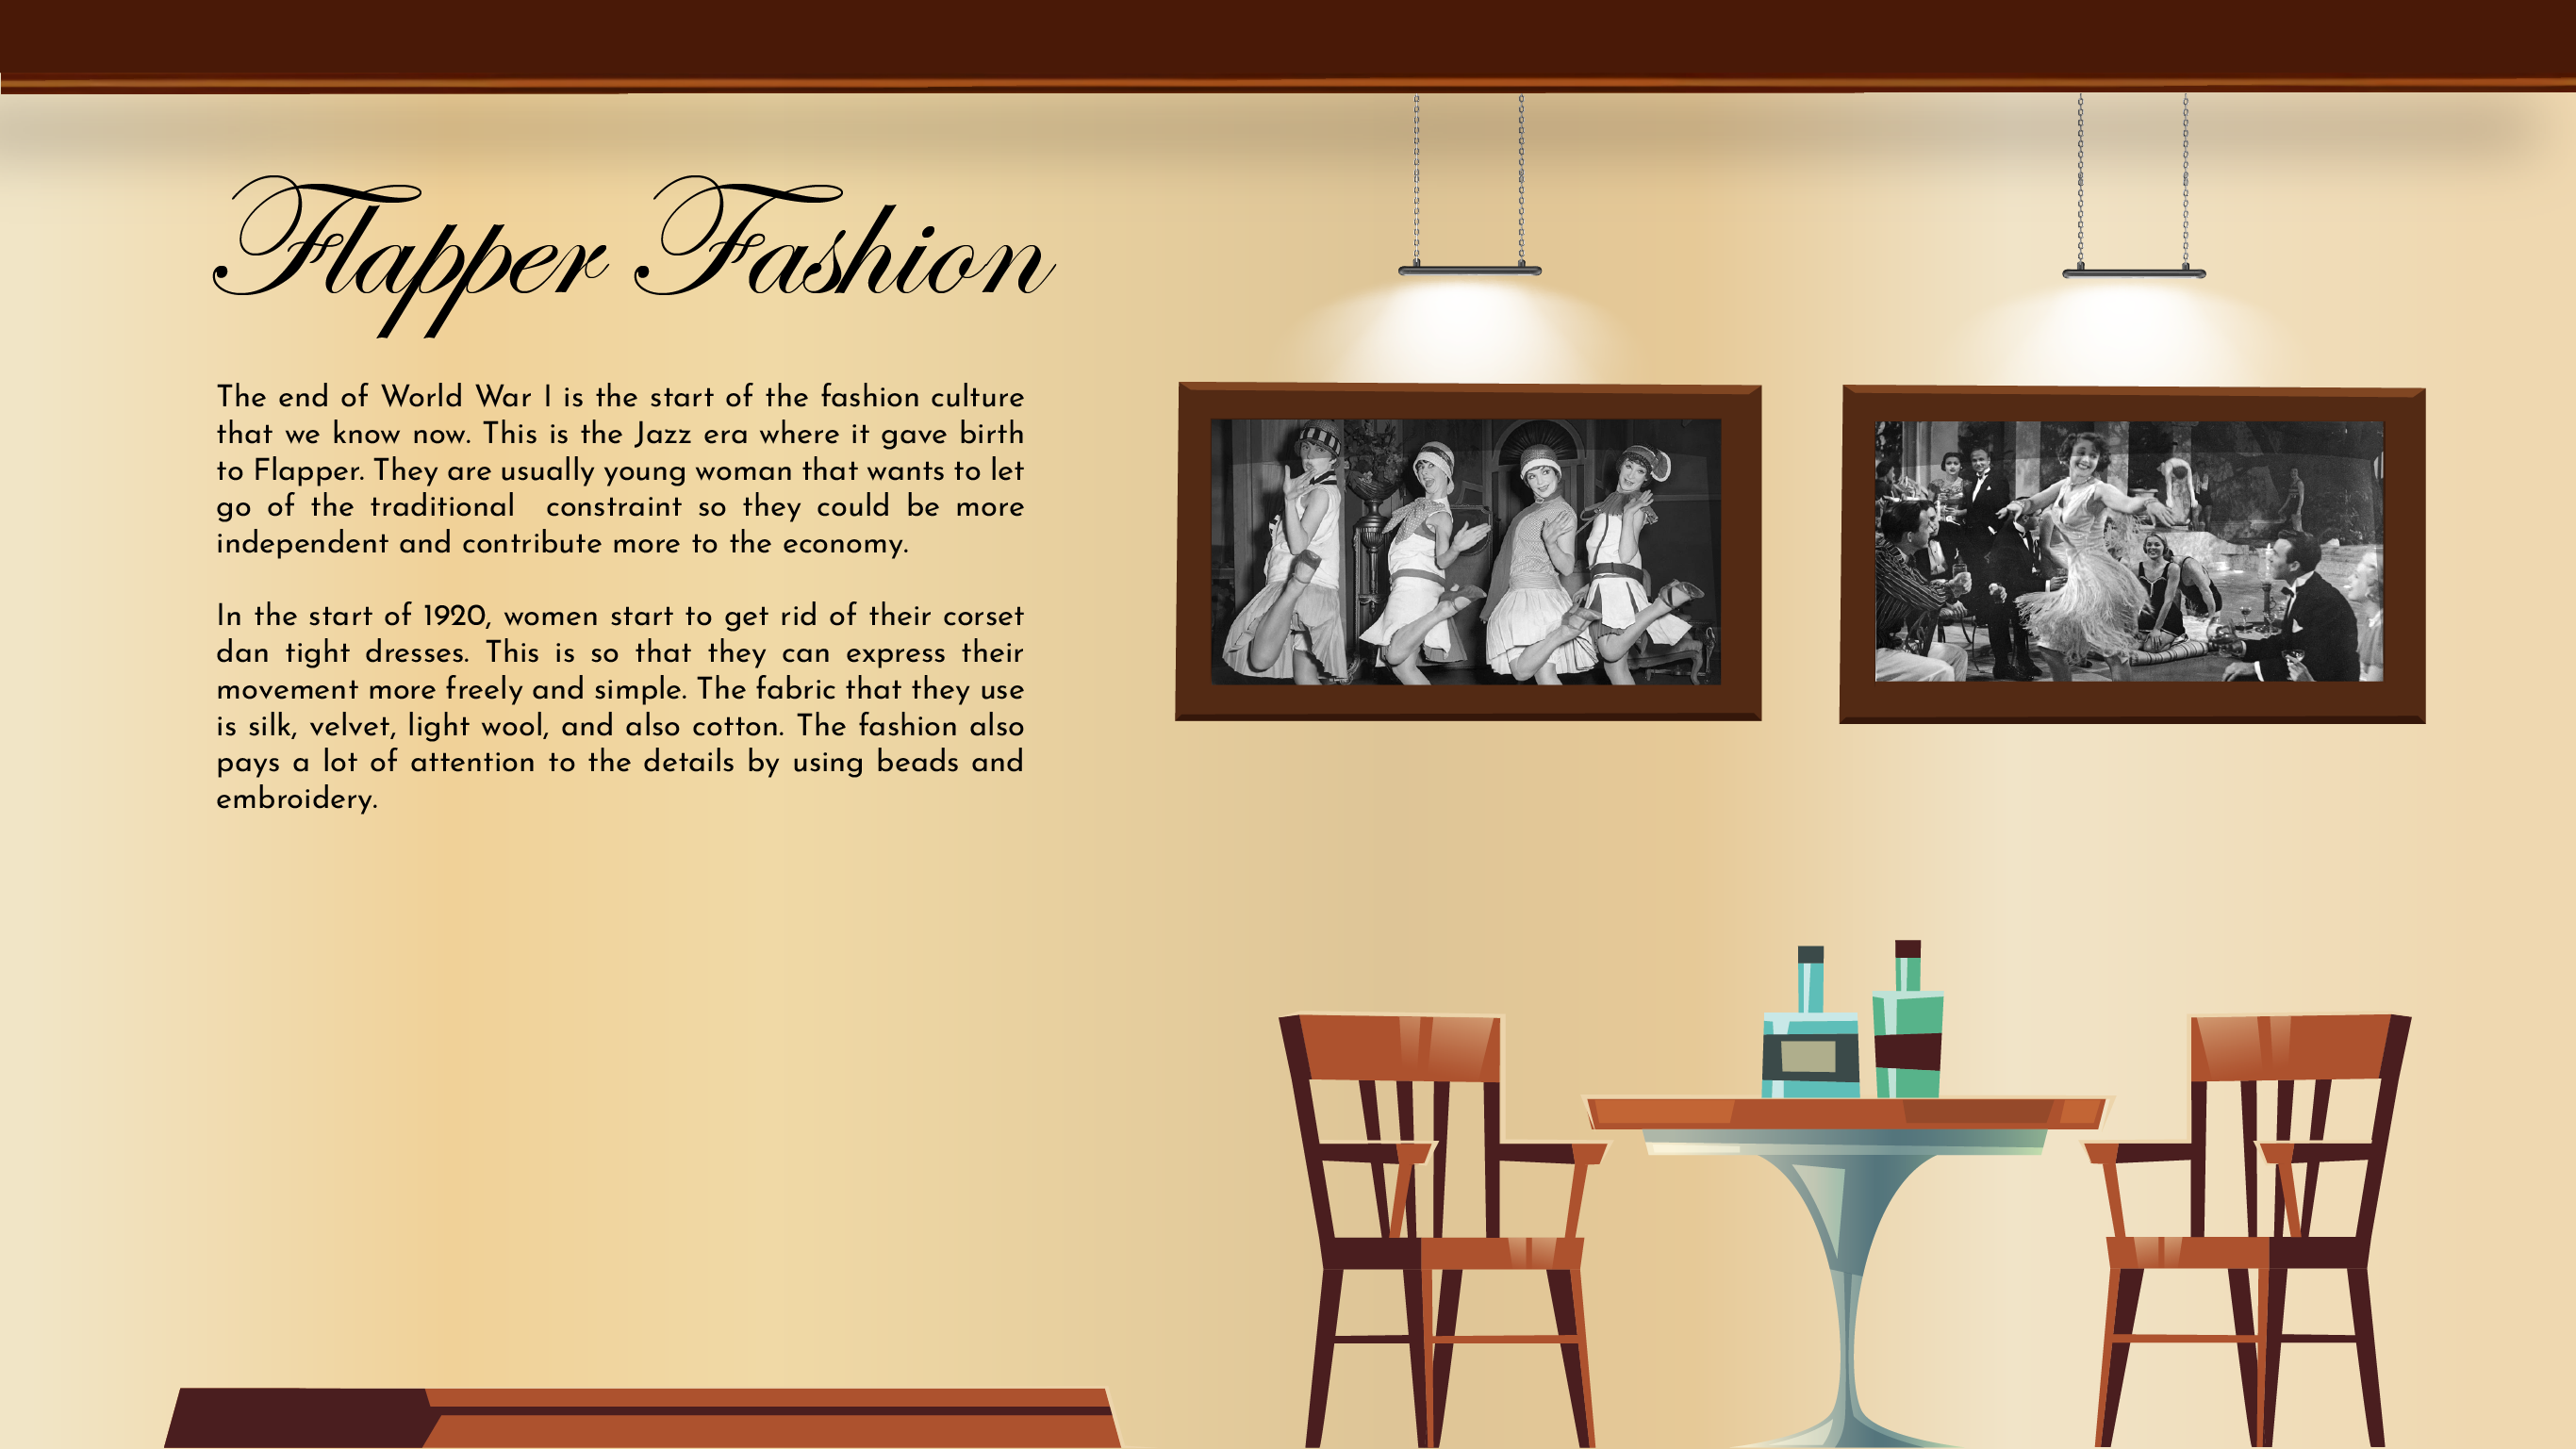 Flapper Fashion
The end of World War I is the start of the fashion culture
that we know now. This is the Jazz era where it gave birth
to Flapper. They are usually young woman that wants to let
go of the traditional  constraint so they could be more
independent and contribute more to the economy.
In the start of 1920, women start to get rid of their corset
dan tight dresses. This is so that they can express their
movement more freely and simple. The fabric that they use
is silk, velvet, light wool, and also cotton. The fashion also
pays a lot of attention to the details by using beads and
embroidery.